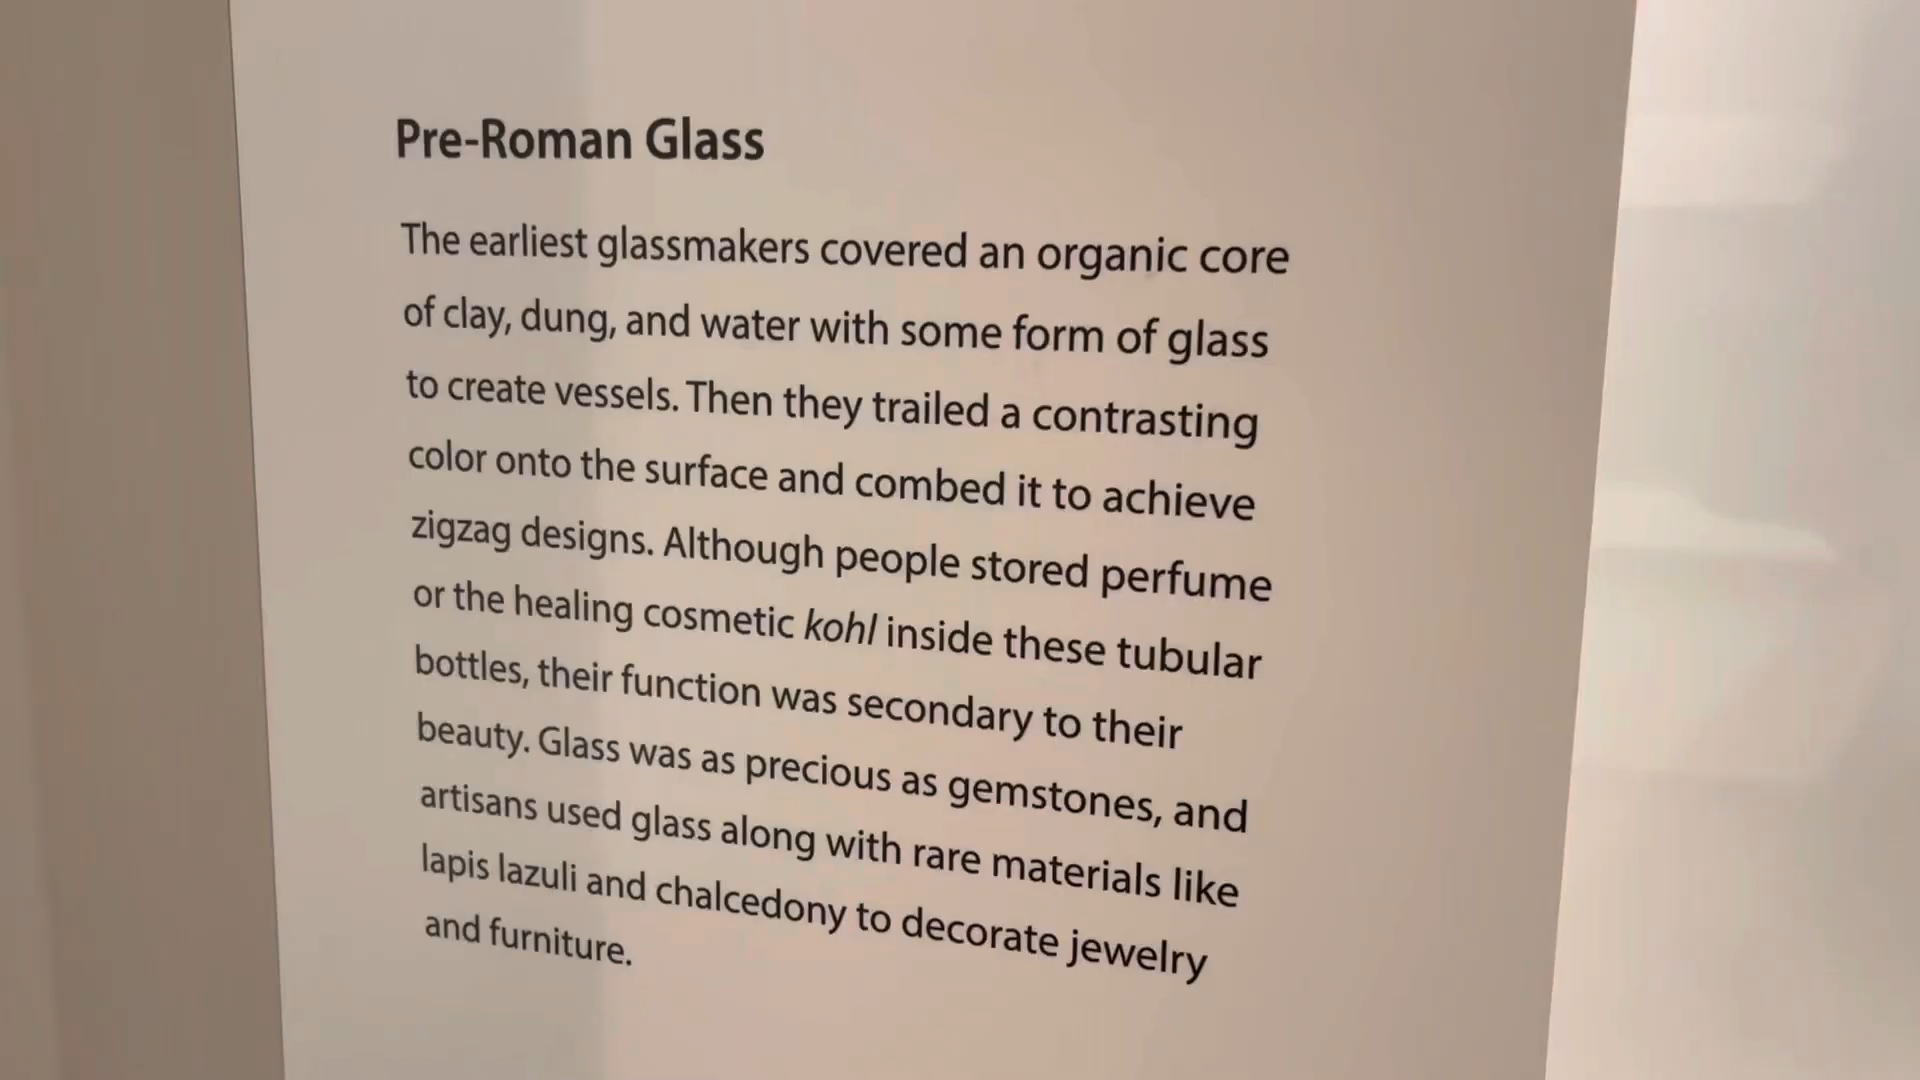 Pre-Roman Glass
The earliest glassmakers covered an organic core
of clay, dung, and water with some form of glass
to create vessels. Then they trailed a contrasting
color onto the surface and combed it to achieve
zigzag designs. Although people stored perfume
or the healing cosmetic kohl inside these tubular
bottles, their function was secondary to their
beauty. Glass was as precious as gemstones, and
artisans used glass along with rare materials like
lapis lazuli and chalcedony to decorate jewelry
and furniture.